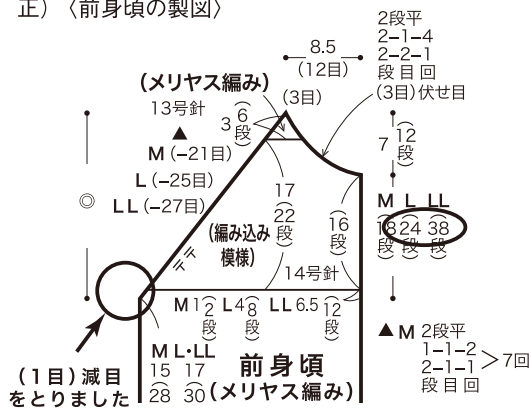 正）〈前身頃の製図〉
8.5
(12目)
2段平
2-1-4
2-2-1
段目回
(3目)伏せ目
(メリヤス編み)
(3目)
13号針
3
(6段)
▲
M (-21目)
L (-25目)
LL (-27目)
7
(12段)
◎
17
(22段)
(16段)
M L LL
(18段)
(24段)
(38段)
(編み込み
模様)
14号針
M 1 (2段) L 4 (8段) LL 6.5 (12段)
(1目) 減目
をとりました
M L・LL
15 17
(28 (30
前身頃
(メリヤス編み)
▲ M 2段平
1-1-2
2-1-1 >7回
段目回